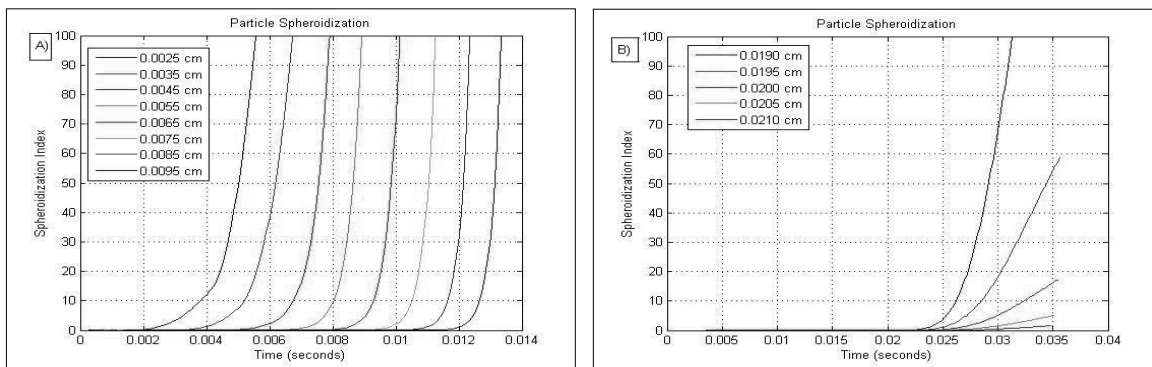 A)
Particle Spheroidization
100
90
80
70
60
50
40
30
20
10
0
Spheroidization Index
0.0025 cm
0.0035 cm
0.0045 cm
0.0055 cm
0.0065 cm
0.0075 cm
0.0085 cm
0.0095 cm
0 0.002 0.004 0.006 0.008 0.01 0.012 0.014
Time (seconds)
B)
Particle Spheroidization
100
90
80
70
60
50
40
30
20
10
0
Spheroidization Index
0.0190 cm
0.0195 cm
0.0200 cm
0.0205 cm
0.0210 cm
0 0.005 0.01 0.015 0.02 0.025 0.03 0.035 0.04
Time (seconds)